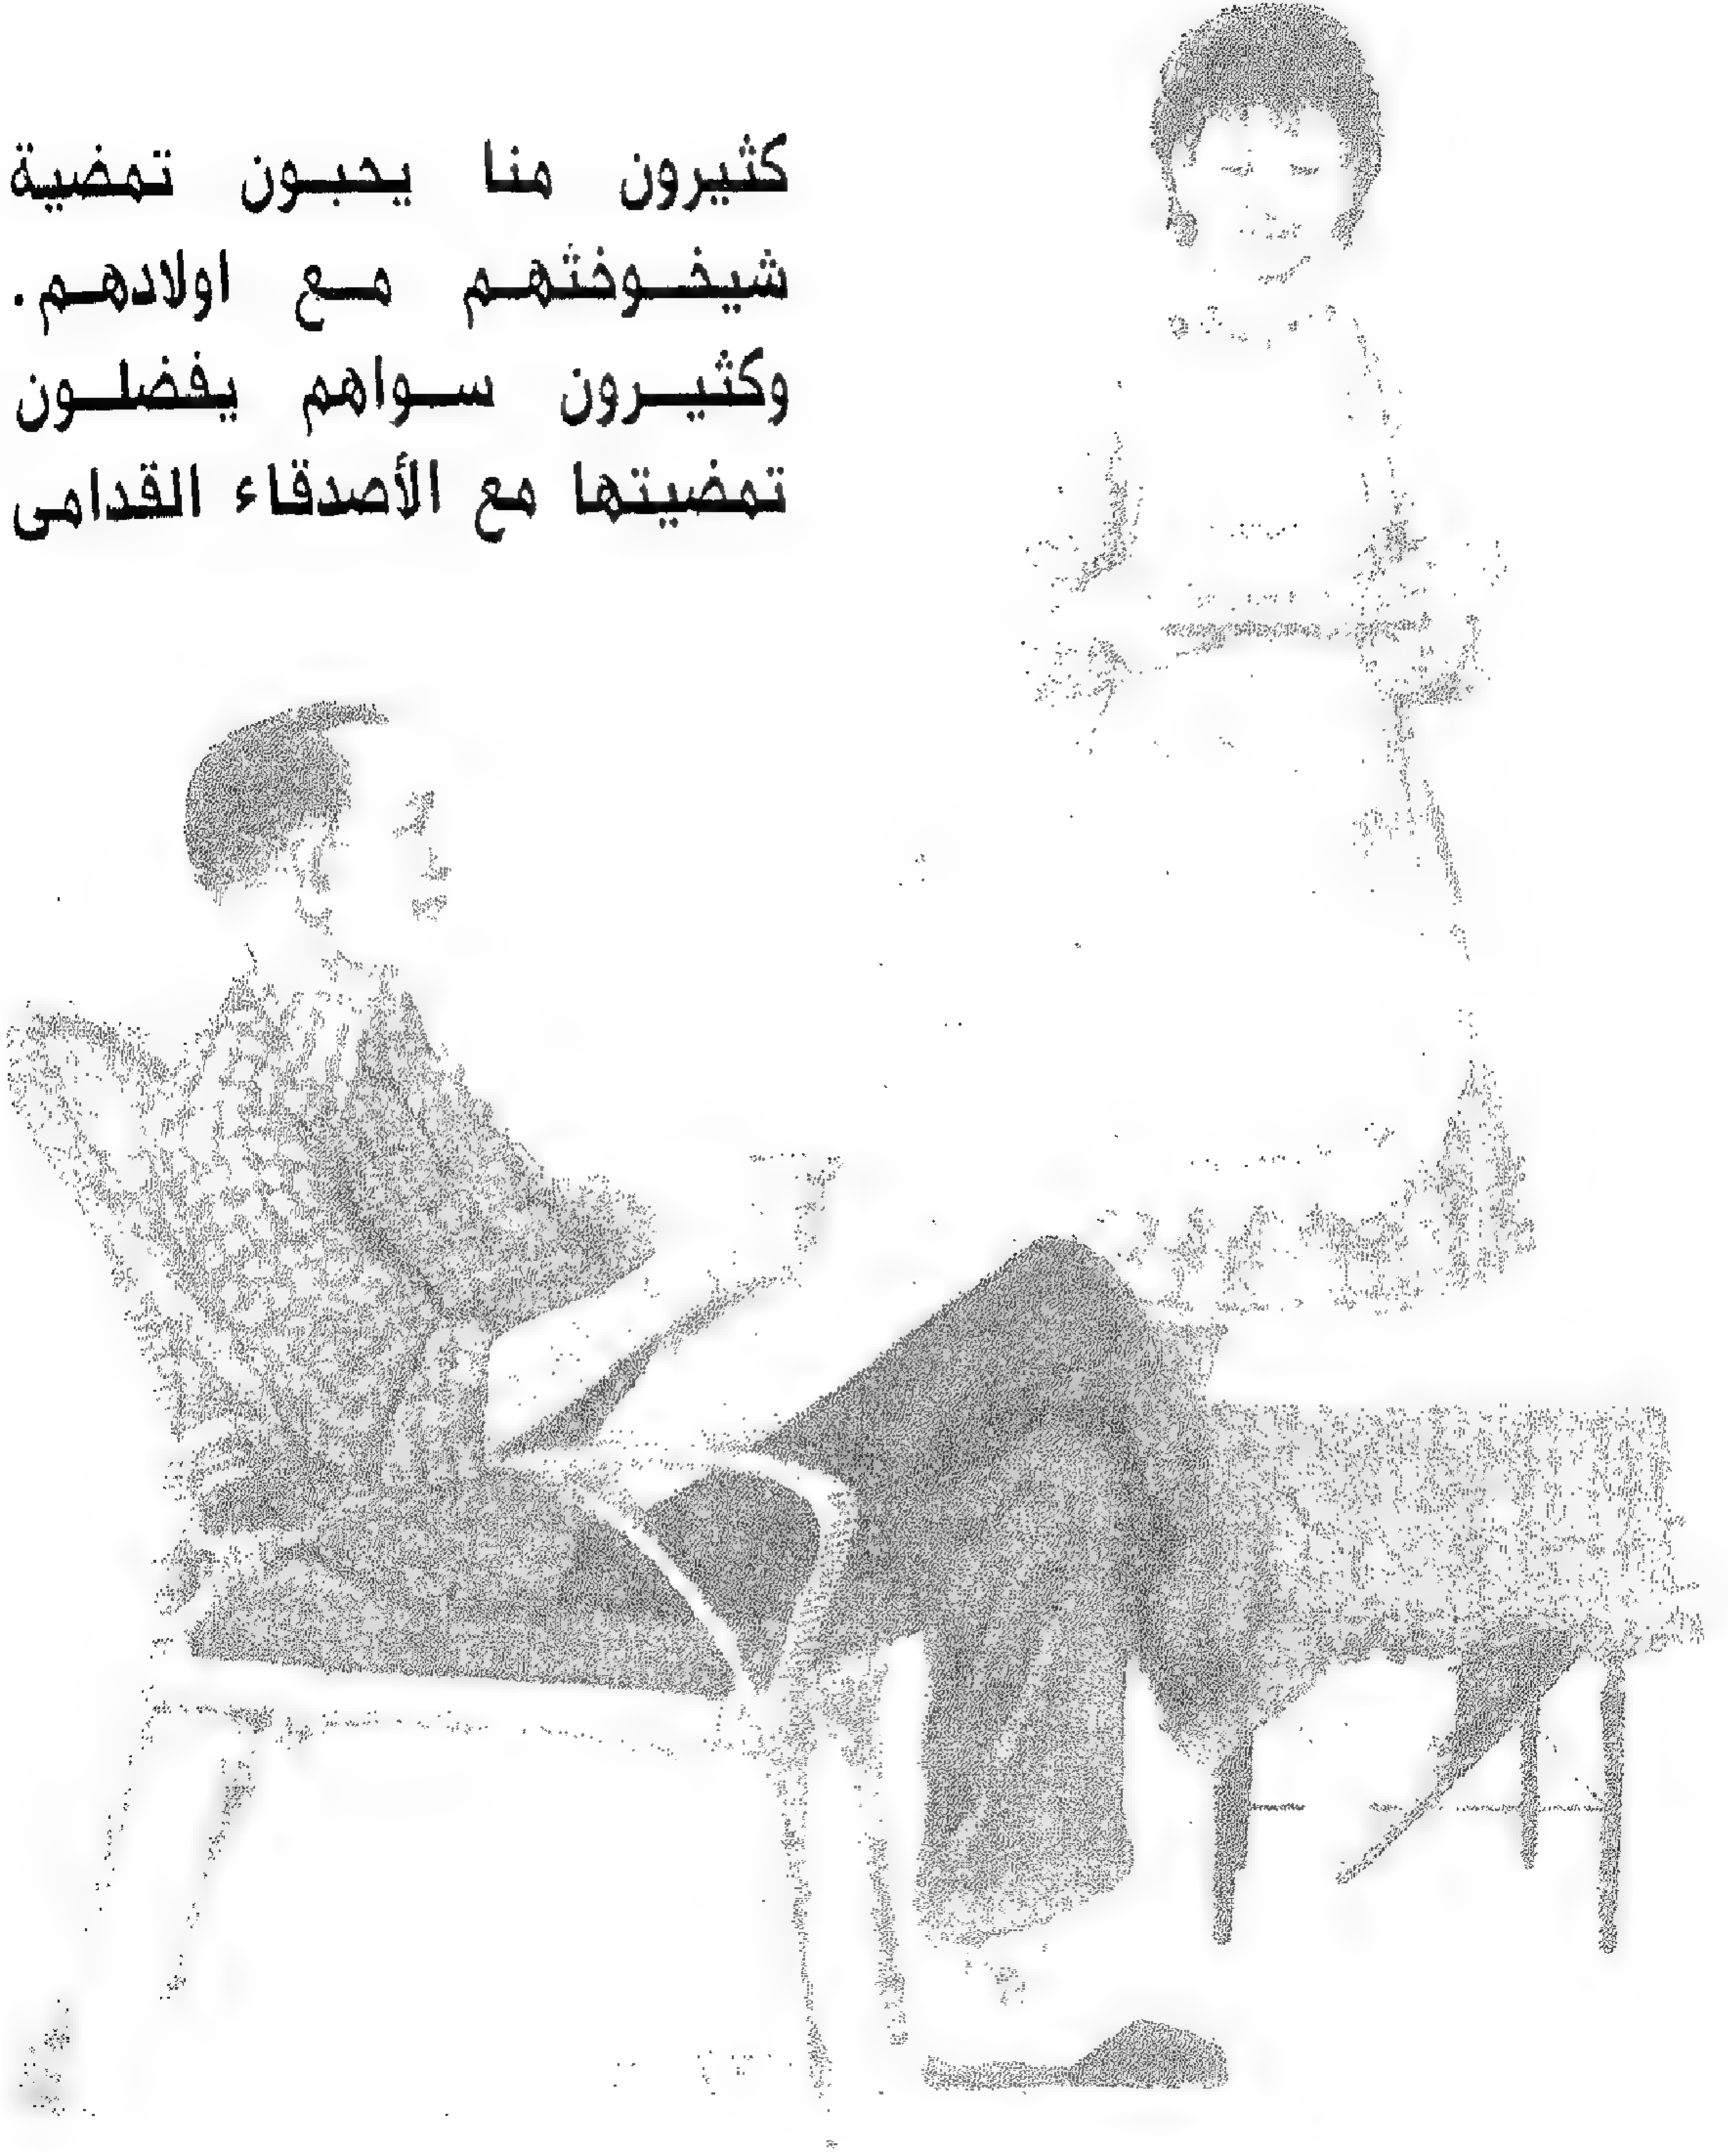 كثيرون منا يحبون تمضية
شيخوختهم مع اولادهم.
وكثيرون سواهم يفضلون
تمضيتها مع الأصدقاء القدامى